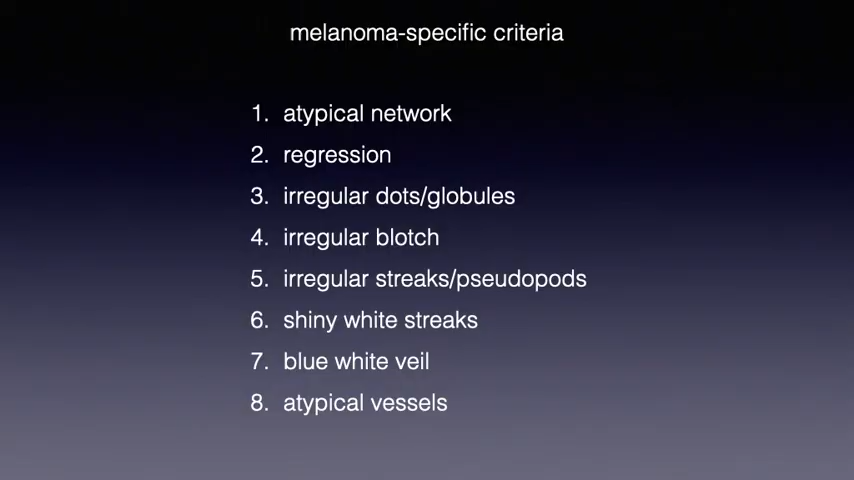 melanoma-specific criteria
1. atypical network
2. regression
3. irregular dots/globules
4. irregular blotch
5. irregular streaks/pseudopods
6. shiny white streaks
7. blue white veil
8. atypical vessels